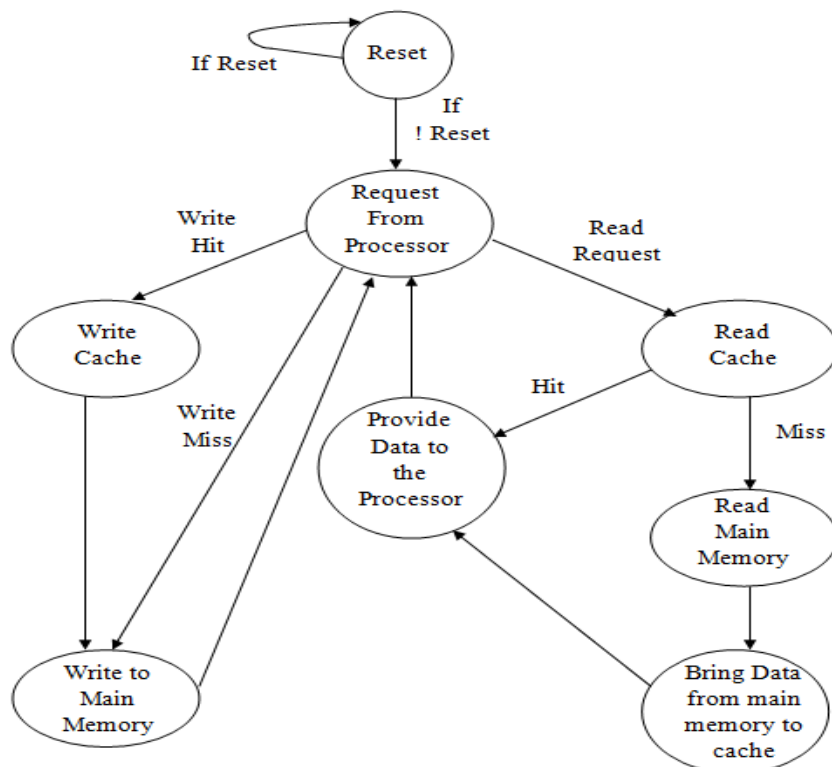 Reset
If Reset
If
! Reset
Request
From
Processor
Write
Hit
Read
Request
Write
Cache
Read
Cache
Hit
Write
Miss
Provide
Data to
the
Processor
Miss
Read
Main
Memory
Write to
Main
Memory
Bring Data
from main
memory to
cache